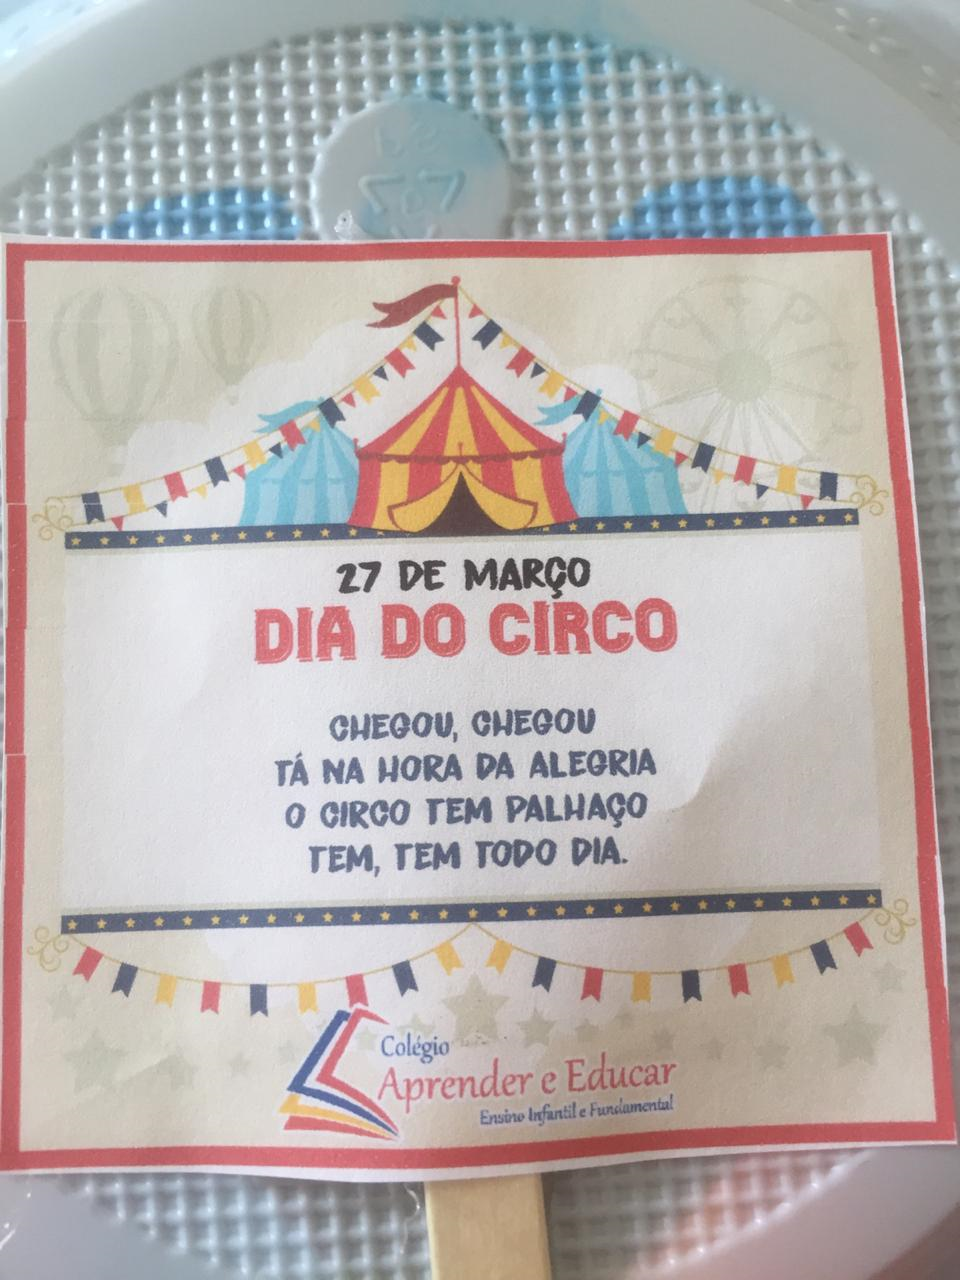 27 DE MARÇO
DIA DO CIRCO
CHEGOU, CHEGOU
TÁ NA HORA DA ALEGRIA
O CIRCO TEM PALHAÇO
TEM, TEM TODO DIA.
Colégio
Aprender e Educar
Ensino Infantil e Fundamental